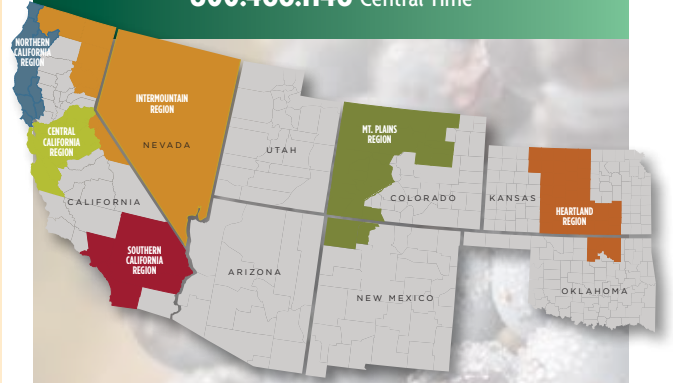 Central Time
NORTHERN
CALIFORNIA
REGION
INTERMOUNTAIN
REGION
NEVADA
CENTRAL
CALIFORNIA
REGION
CALIFORNIA
SOUTHERN
CALIFORNIA
REGION
UTAH
ARIZONA
MT. PLAINS
REGION
COLORADO
NEW MEXICO
KANSAS
HEARTLAND
REGION
OKLAHOMA